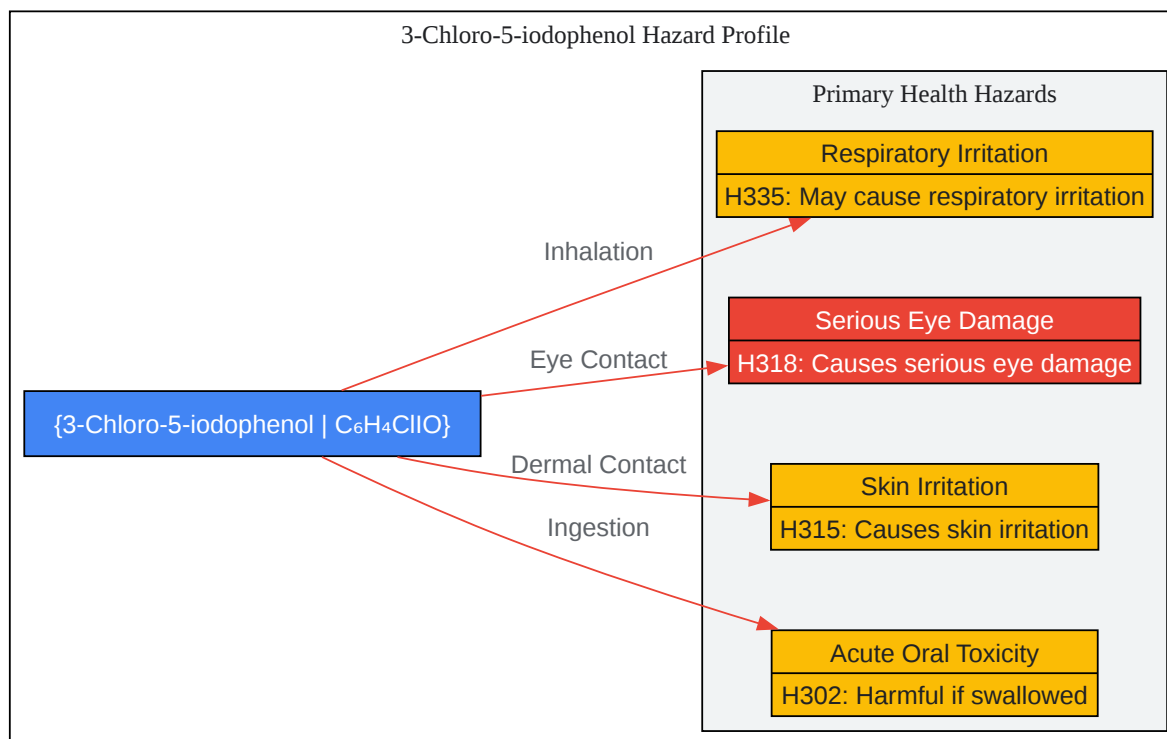 3-Chloro-5-iodophenol Hazard Profile
Primary Health Hazards
Respiratory Irritation
H335: May cause respiratory irritation
Inhalation
Serious Eye Damage
H318: Causes serious eye damage
Eye Contact
{3-Chloro-5-iodophenol | C₆H₄ClIO}
Dermal Contact
Skin Irritation
H315: Causes skin irritation
Ingestion
Acute Oral Toxicity
H302: Harmful if swallowed